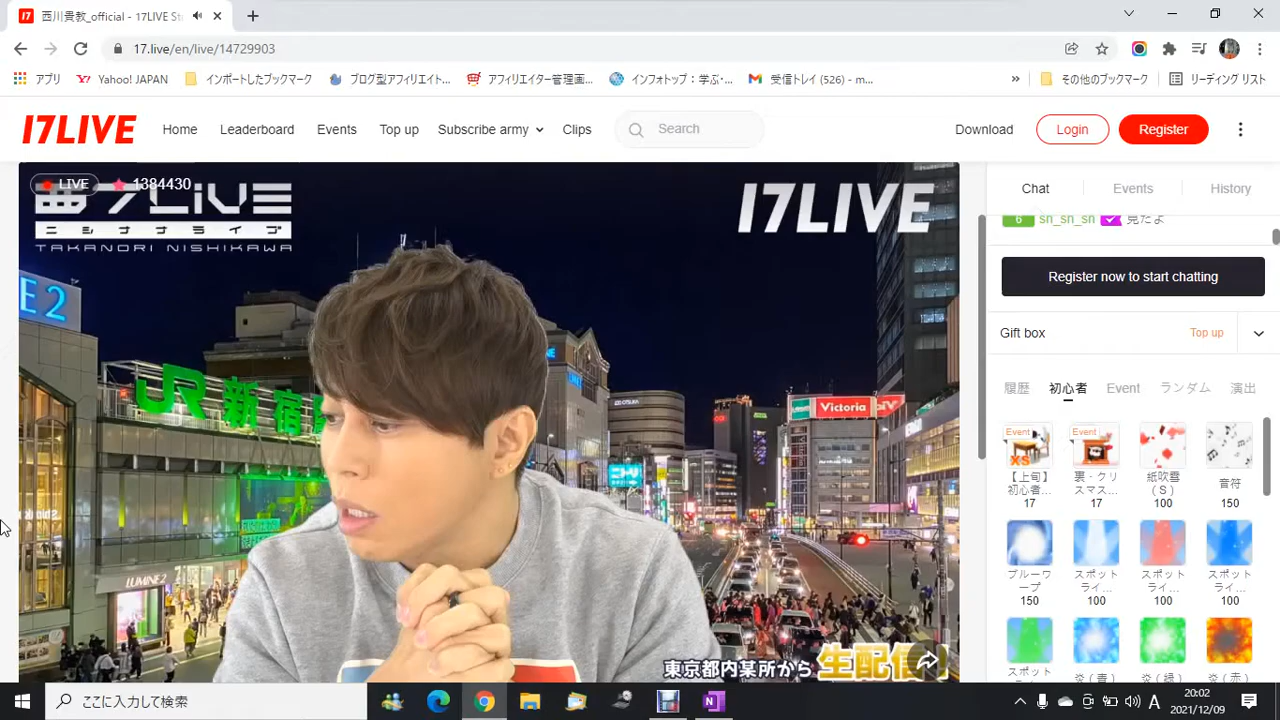 西川貴教_official - 17LIVE St
17.live/en/live/14729903
アプリ
Yahoo! JAPAN
インポートしたブックマーク
ブログ型アフィリエイト...
アフィリエイター管理画...
インフォトップ：学ぶ・...
受信トレイ (526) - m...
»
その他のブックマーク
リーディング リスト
17LIVE
Home
Leaderboard
Events
Top up
Subscribe army
Clips
Search
Download
Login
Register
LIVE
1384430
西7LiVE
ニシナナライブ
TAKANORI NISHIKAWA
17LIVE
E2
JR新宿
LUMINE2
Victoria
東京都内某所から
生配信
Chat
Events
History
6 sn_sn_sn 見たよ
Register now to start chatting
Gift box
Top up
履歴
初心者
Event
ランダム
演出
Event
XS
【上旬】初心者...
17
Event
裏 - クリスマス...
17
紙吹雪（S）
100
音符
150
ブルーワープ
150
スポットライ...
100
スポットライ...
100
スポットライ...
100
スポット
炎（青）
炎（緑）
炎（赤）
ここに入力して検索
A
20:02
2021/12/09